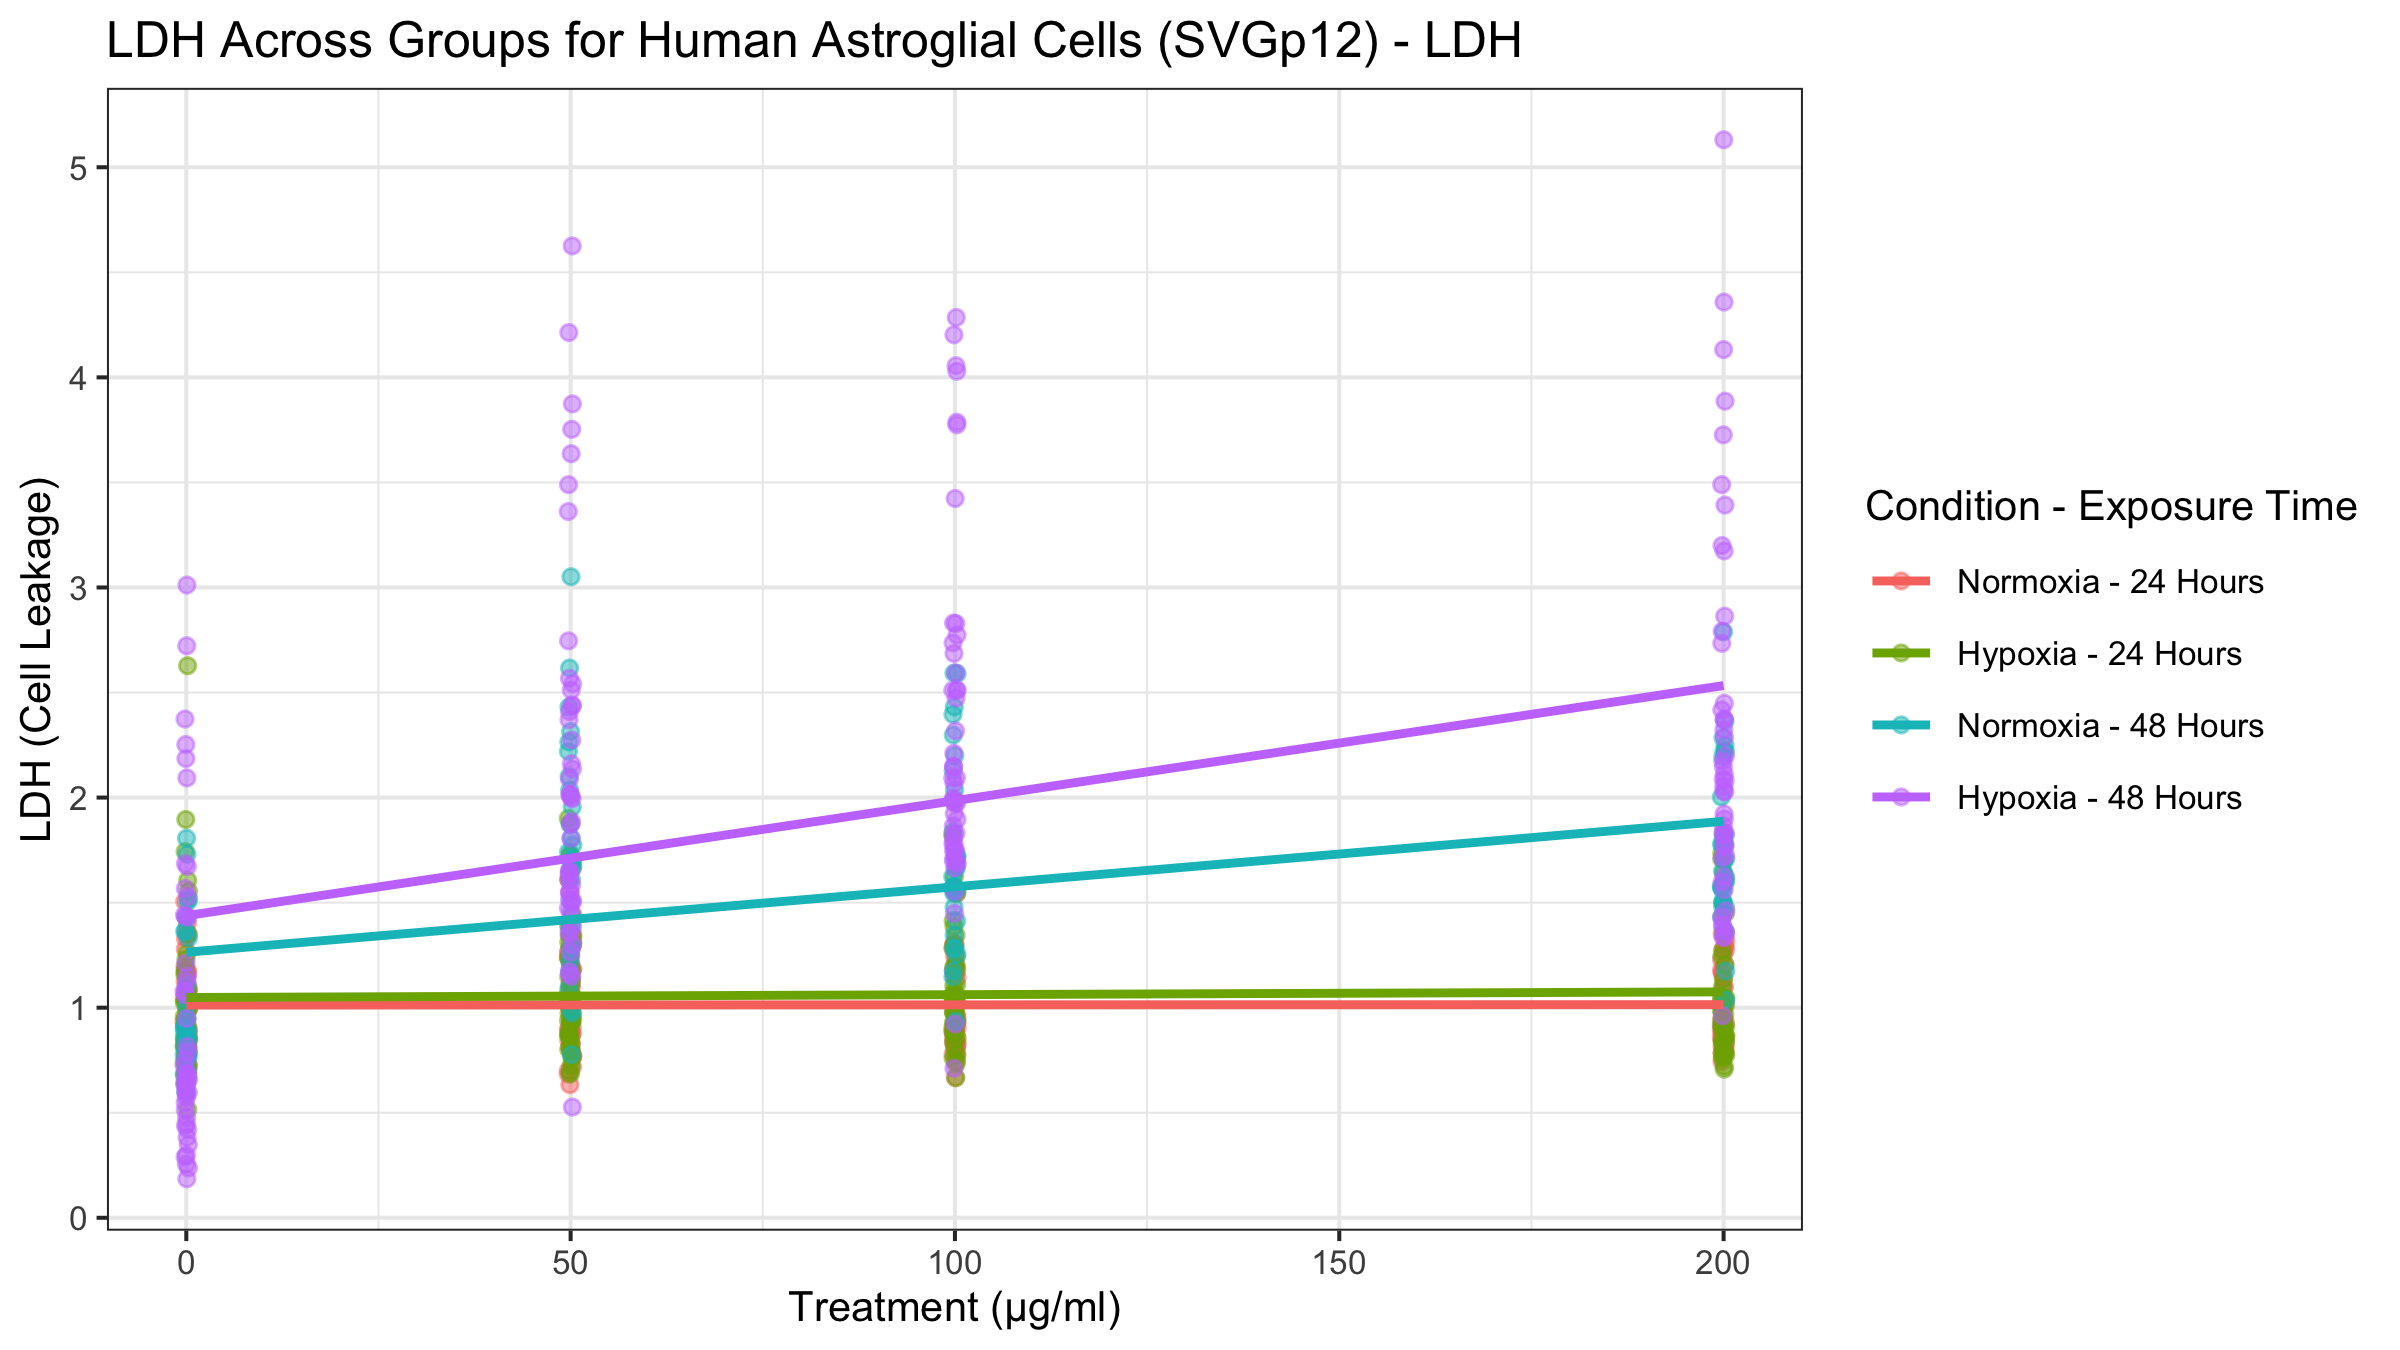 LDH Across Groups for Human Astroglial Cells (SVGp12) - LDH
LDH (Cell Leakage)
5
4
3
2
1
0
0 50 100 150 200
Treatment (µg/ml)
Condition - Exposure Time
Normoxia - 24 Hours
Hypoxia - 24 Hours
Normoxia - 48 Hours
Hypoxia - 48 Hours